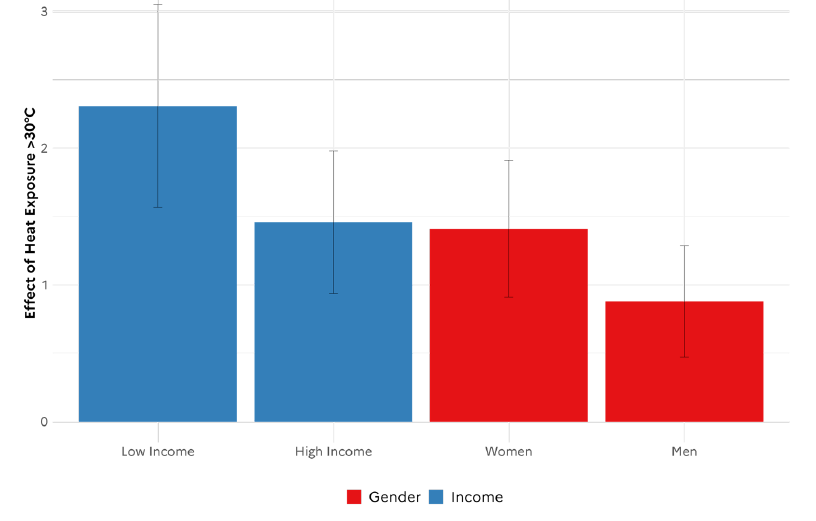 3
2
1
0
Effect of Heat Exposure >30°C
Low Income
High Income
Women
Men
Gender
Income